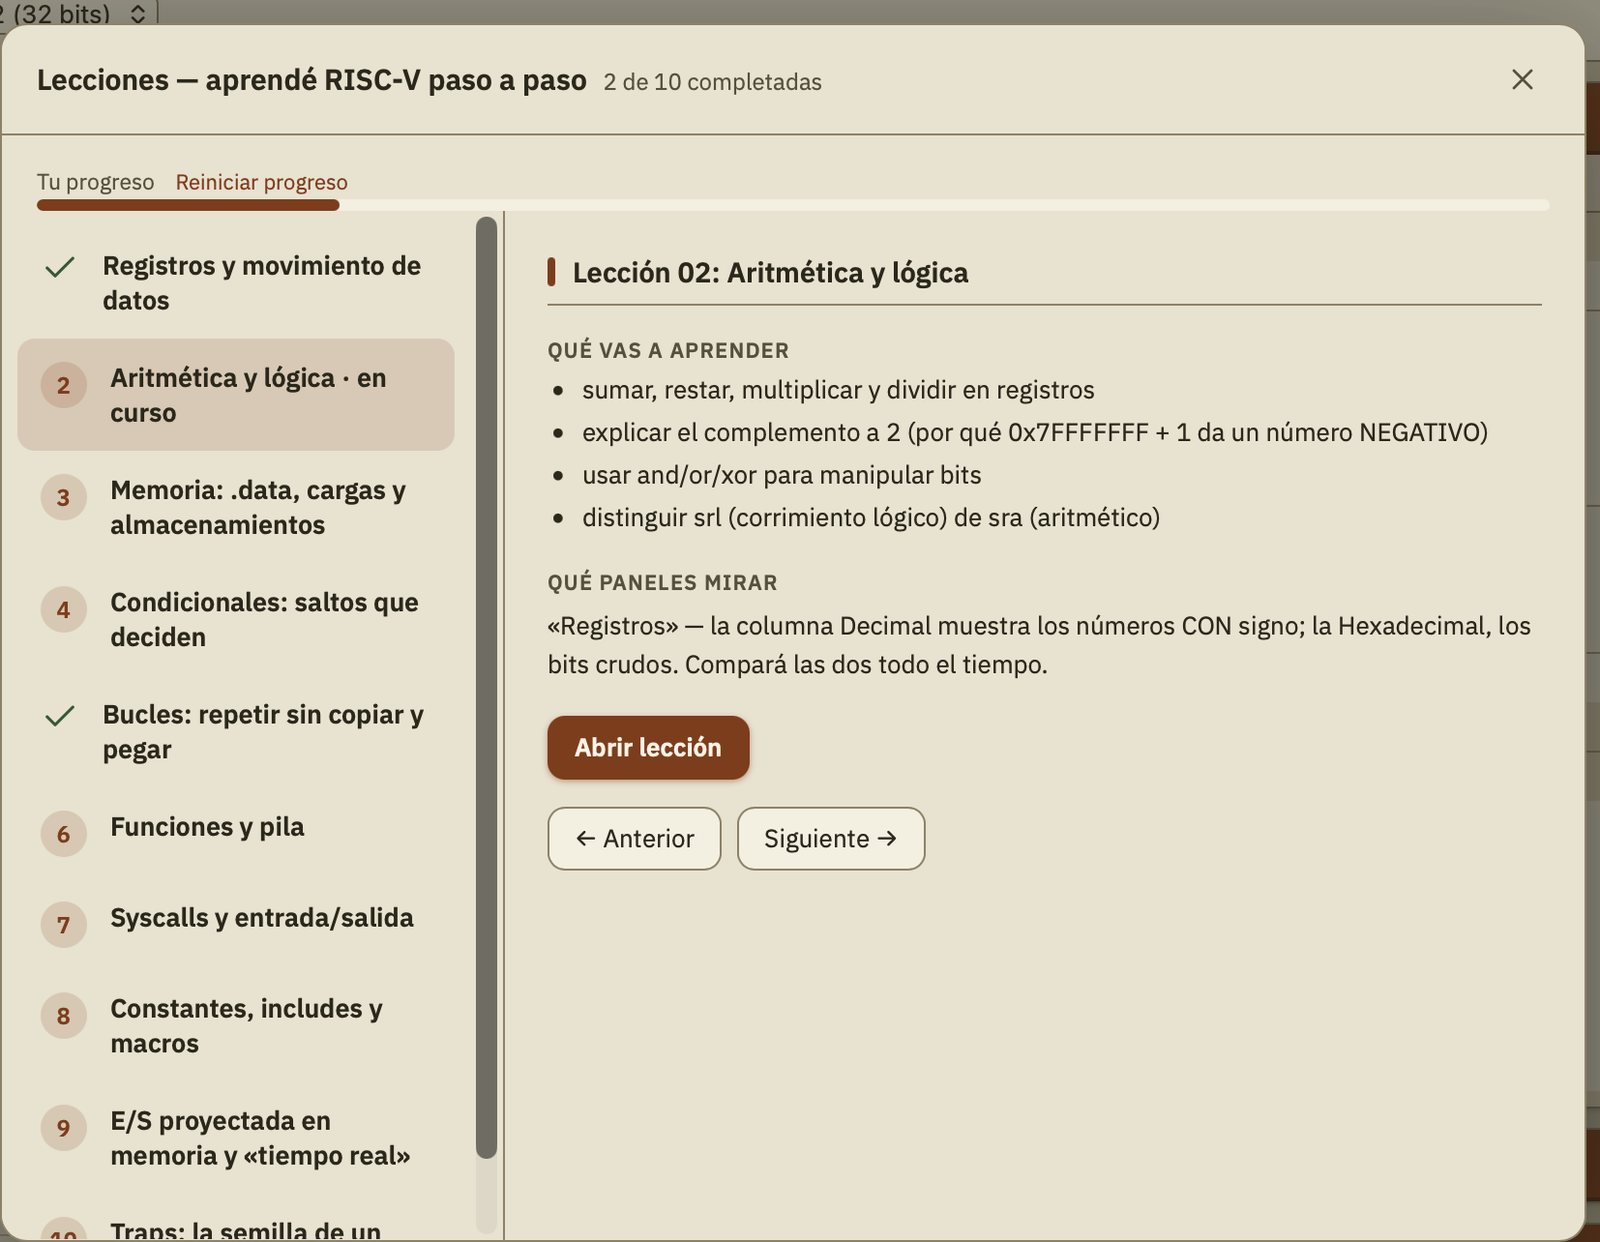 2 (32 bits)
Lecciones — aprendé RISC-V paso a paso 2 de 10 completadas
Tu progreso Reiniciar progreso
Registros y movimiento de
datos
2 Aritmética y lógica · en
curso
3 Memoria: .data, cargas y
almacenamientos
4 Condicionales: saltos que
deciden
Bucles: repetir sin copiar y
pegar
6 Funciones y pila
7 Syscalls y entrada/salida
8 Constantes, includes y
macros
9 E/S proyectada en
memoria y «tiempo real»
10 Traps: la semilla de un
Lección 02: Aritmética y lógica
QUÉ VAS A APRENDER
• sumar, restar, multiplicar y dividir en registros
• explicar el complemento a 2 (por qué 0x7FFFFFFF + 1 da un número NEGATIVO)
• usar and/or/xor para manipular bits
• distinguir srl (corrimiento lógico) de sra (aritmético)
QUÉ PANELES MIRAR
«Registros» — la columna Decimal muestra los números CON signo; la Hexadecimal, los
bits crudos. Compará las dos todo el tiempo.
Abrir lección
← Anterior Siguiente →